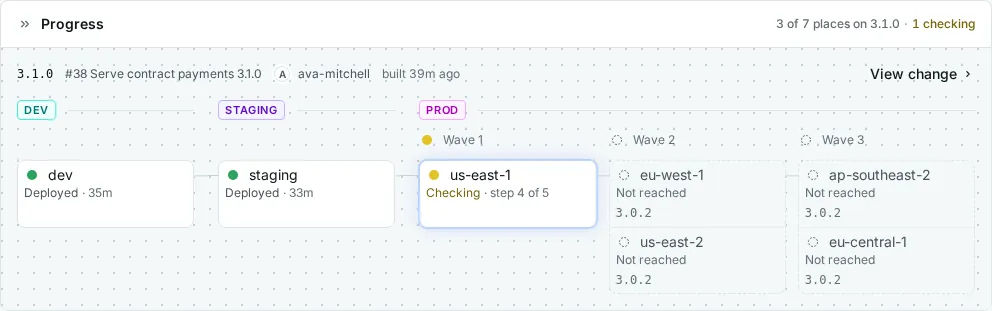 Progress
3 of 7 places on 3.1.0 · 1 checking
3.1.0 #38 Serve contract payments 3.1.0 A ava-mitchell built 39m ago
View change ›
DEV
STAGING
PROD
Wave 1
Wave 2
Wave 3
dev
Deployed · 35m
staging
Deployed · 33m
us-east-1
Checking · step 4 of 5
eu-west-1
Not reached
3.0.2
us-east-2
Not reached
3.0.2
ap-southeast-2
Not reached
3.0.2
eu-central-1
Not reached
3.0.2